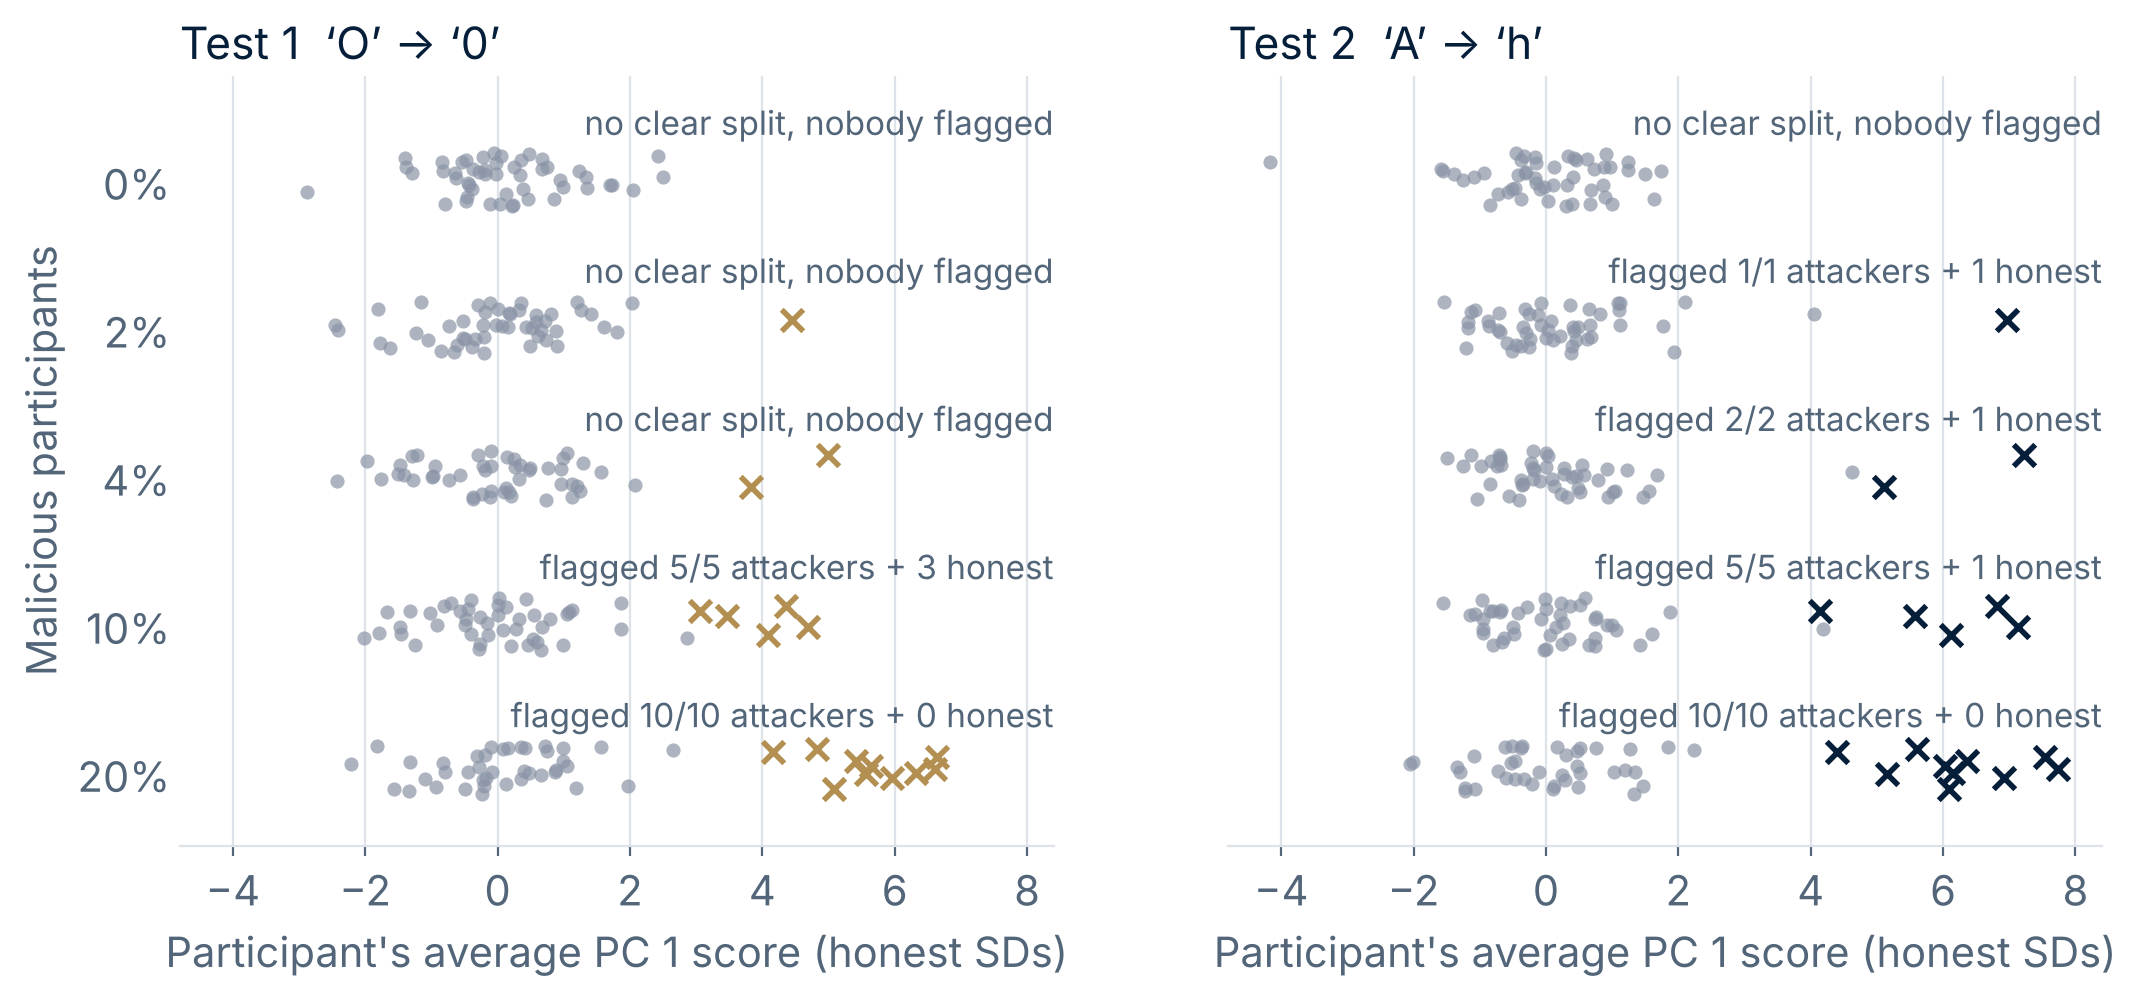 Test 1 ‘O’ → ‘0’
no clear split, nobody flagged
0%
no clear split, nobody flagged
2%
no clear split, nobody flagged
4%
flagged 5/5 attackers + 3 honest
10%
flagged 10/10 attackers + 0 honest
20%
Malicious participants
−4 −2 0 2 4 6 8
Participant's average PC 1 score (honest SDs)
Test 2 ‘A’ → ‘h’
no clear split, nobody flagged
flagged 1/1 attackers + 1 honest
flagged 2/2 attackers + 1 honest
flagged 5/5 attackers + 1 honest
flagged 10/10 attackers + 0 honest
−4 −2 0 2 4 6 8
Participant's average PC 1 score (honest SDs)